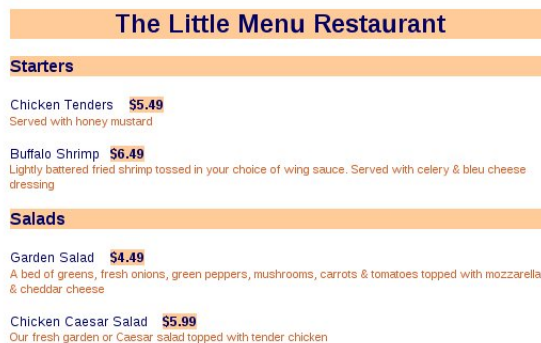 The Little Menu Restaurant
Starters
Chicken Tenders $5.49
Served with honey mustard
Buffalo Shrimp $6.49
Lightly battered fried shrimp tossed in your choice of wing sauce. Served with celery & bleu cheese
dressing
Salads
Garden Salad $4.49
A bed of greens, fresh onions, green peppers, mushrooms, carrots & tomatoes topped with mozzarella
& cheddar cheese
Chicken Caesar Salad $5.99
Our fresh garden or Caesar salad topped with tender chicken